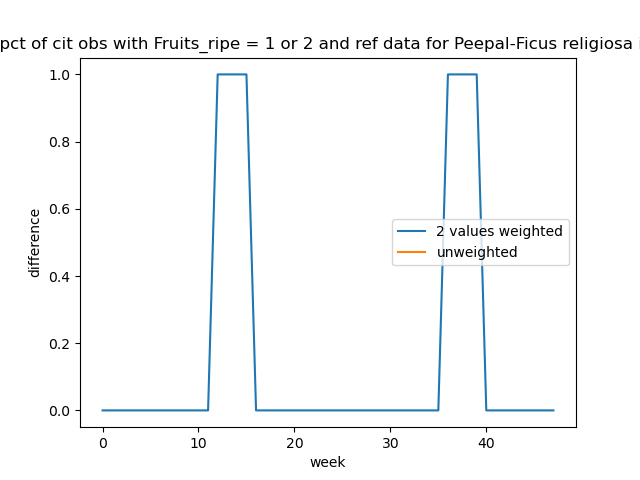 pct of cit obs with Fruits_ripe = 1 or 2 and ref data for Peepal-Ficus religiosa
1.0
0.8
0.6
0.4
0.2
0.0
difference
2 values weighted
unweighted
0 10 20 30 40
week